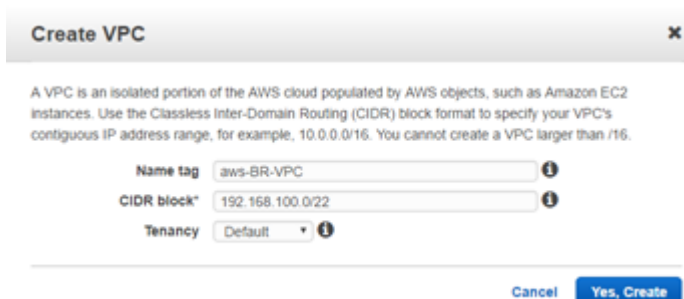 Create VPC
A VPC is an isolated portion of the AWS cloud populated by AWS objects, such as Amazon EC2
instances. Use the Classless Inter-Domain Routing (CIDR) block format to specify your VPC's
contiguous IP address range, for example, 10.0.0.0/16. You cannot create a VPC larger than /16.
Name tag aws-BR-VPC
CIDR block* 192.168.100.0/22
Tenancy Default
Cancel Yes, Create